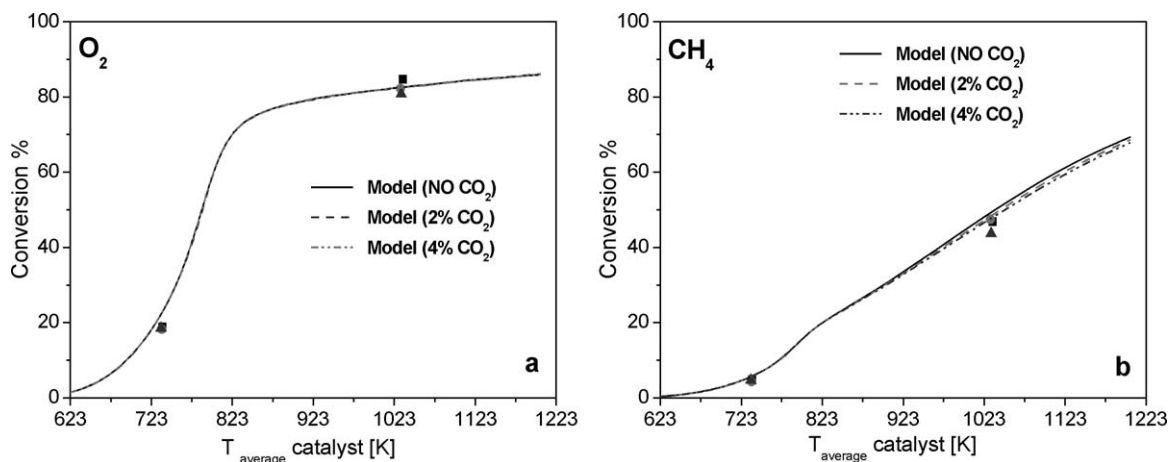 O2
100
80
60
40
20
0
Conversion %
Model (NO CO2)
Model (2% CO2)
Model (4% CO2)
a
623 723 823 923 1023 1123 1223
T average catalyst [K]
CH4
100
80
60
40
20
0
Conversion %
Model (NO CO2)
Model (2% CO2)
Model (4% CO2)
b
623 723 823 923 1023 1123 1223
T average catalyst [K]